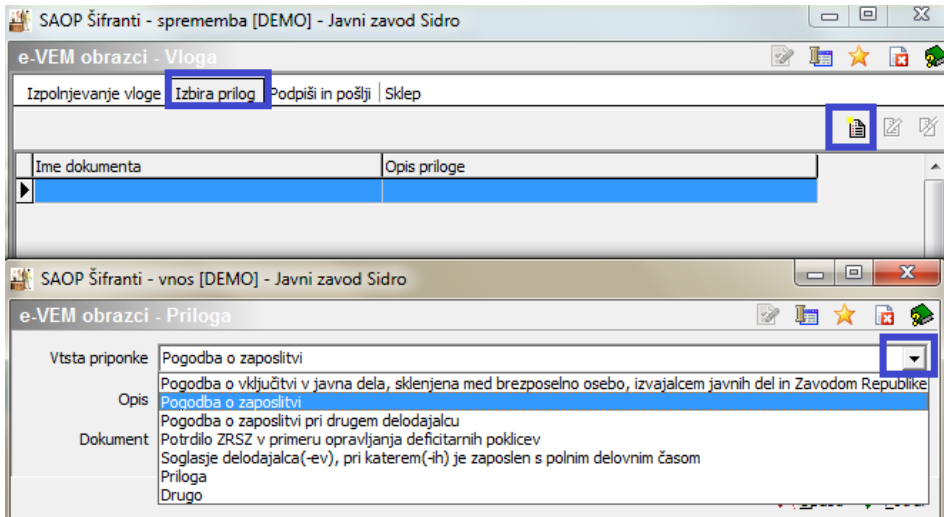 SAOP Šifranti - sprememba [DEMO] - Javni zavod Sidro
e-VEM obrazci - Vloga
Izpolnjevanje vloge Izbira prilog Podpiši in pošlji Sklep
Ime dokumenta Opis priloge
SAOP Šifranti - vnos [DEMO] - Javni zavod Sidro
e-VEM obrazci - Priloga
Vtsta priponke Pogodba o zaposlitvi
Pogodba o vključitvi v javna dela, sklenjena med brezposelno osebo, izvajalcem javnih del in Zavodom Republike
Opis Pogodba o zaposlitvi
Pogodba o zaposlitvi pri drugem delodajalcu
Dokument Potrdilo ZRSZ v primeru opravljanja deficitarnih poklicev
Soglasje delodajalca(-ev), pri katerem(-ih) je zaposlen s polnim delovnim časom
Priloga
Drugo